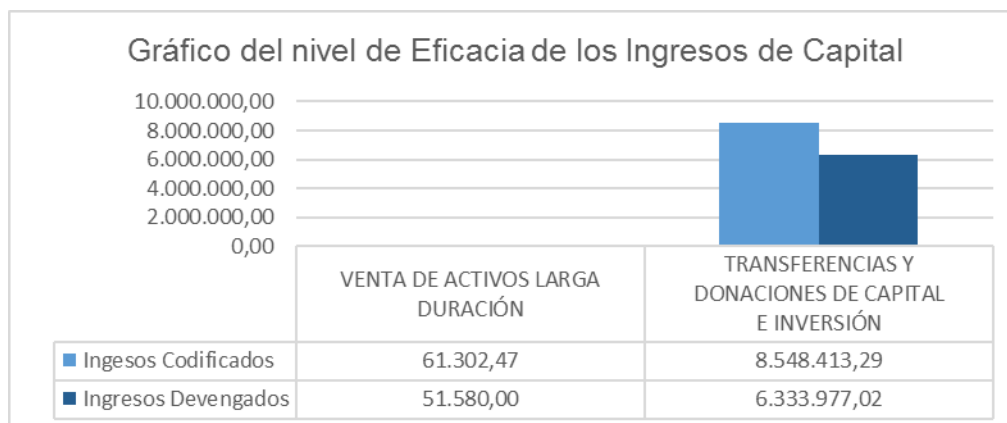 Gráfico del nivel de Eficacia de los Ingresos de Capital
10.000.000,00
8.000.000,00
6.000.000,00
4.000.000,00
2.000.000,00
0,00
VENTA DE ACTIVOS LARGA
DURACIÓN
TRANSFERENCIAS Y
DONACIONES DE CAPITAL
E INVERSIÓN
Ingesos Codificados 61.302,47 8.548.413,29
Ingresos Devengados 51.580,00 6.333.977,02